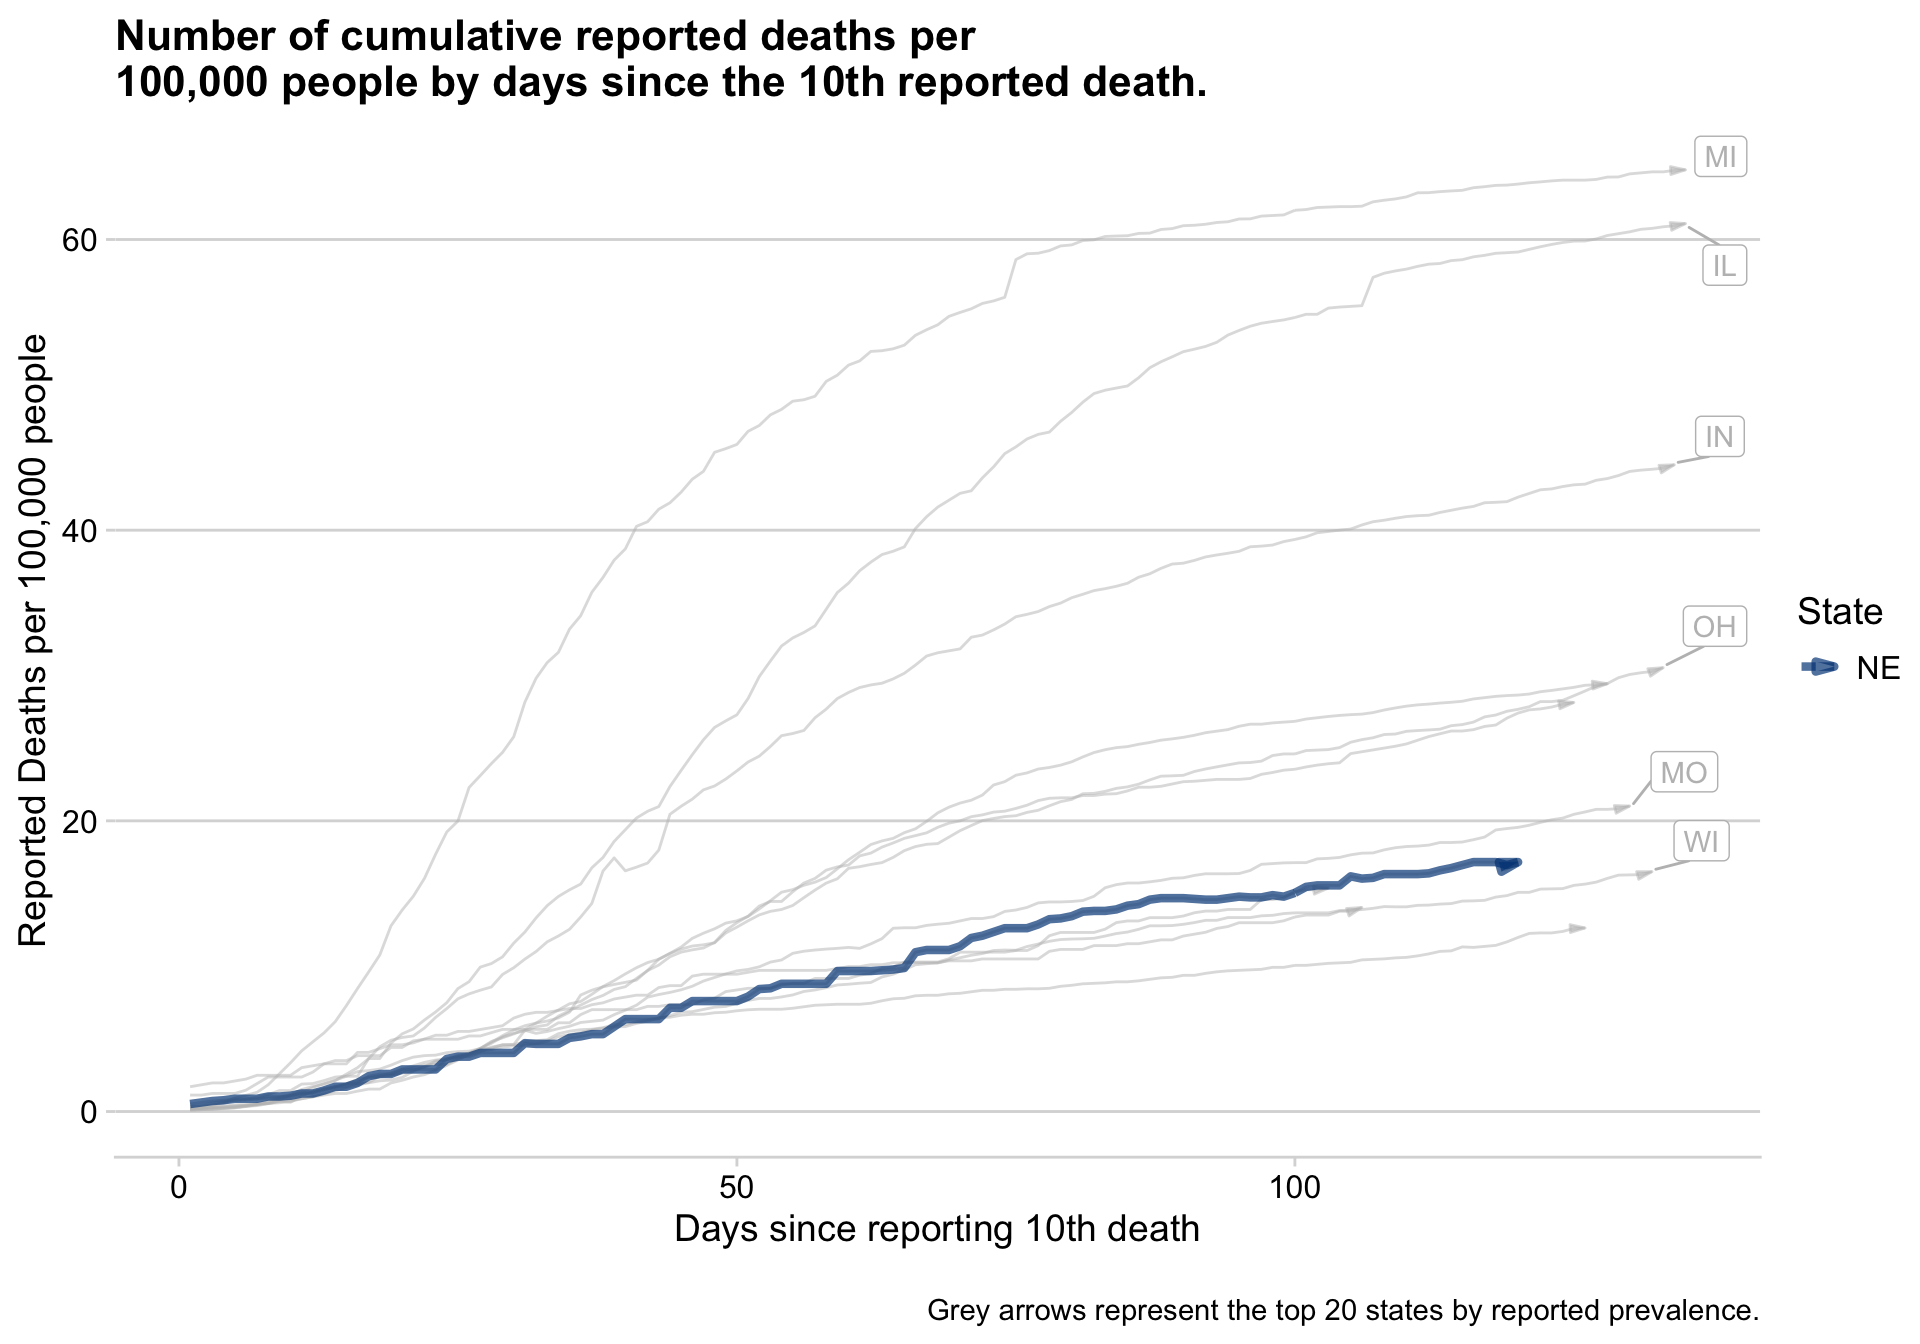 Number of cumulative reported deaths per
100,000 people by days since the 10th reported death.
MI
60
IL
IN
40
OH
State
NE
MO
20
WI
0
Reported Deaths per 100,000 people
0
50
100
Days since reporting 10th death
Grey arrows represent the top 20 states by reported prevalence.